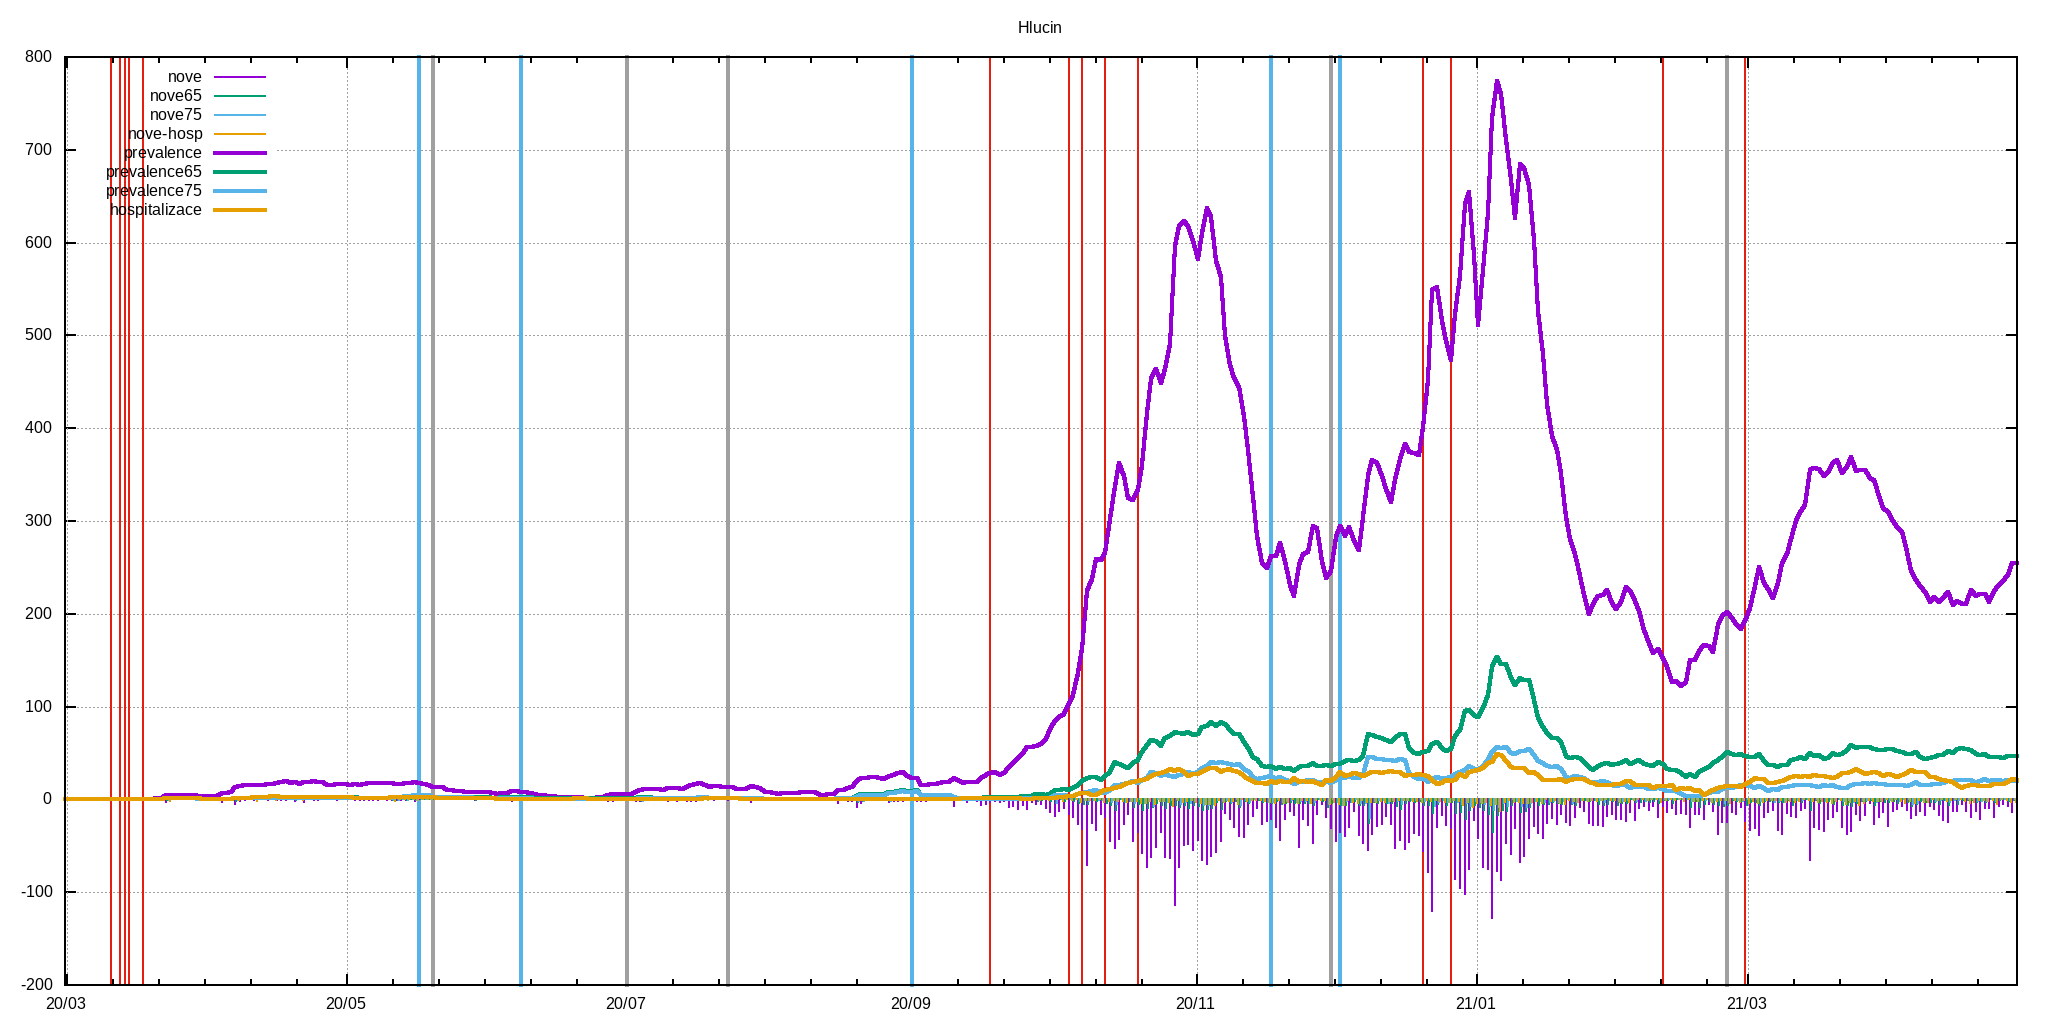 Hlucin
800
700
600
500
400
300
200
100
0
-100
-200
nove
nove65
nove75
nove-hosp
prevalence
prevalence65
prevalence75
hospitalizace
20/03
20/05
20/07
20/09
20/11
21/01
21/03